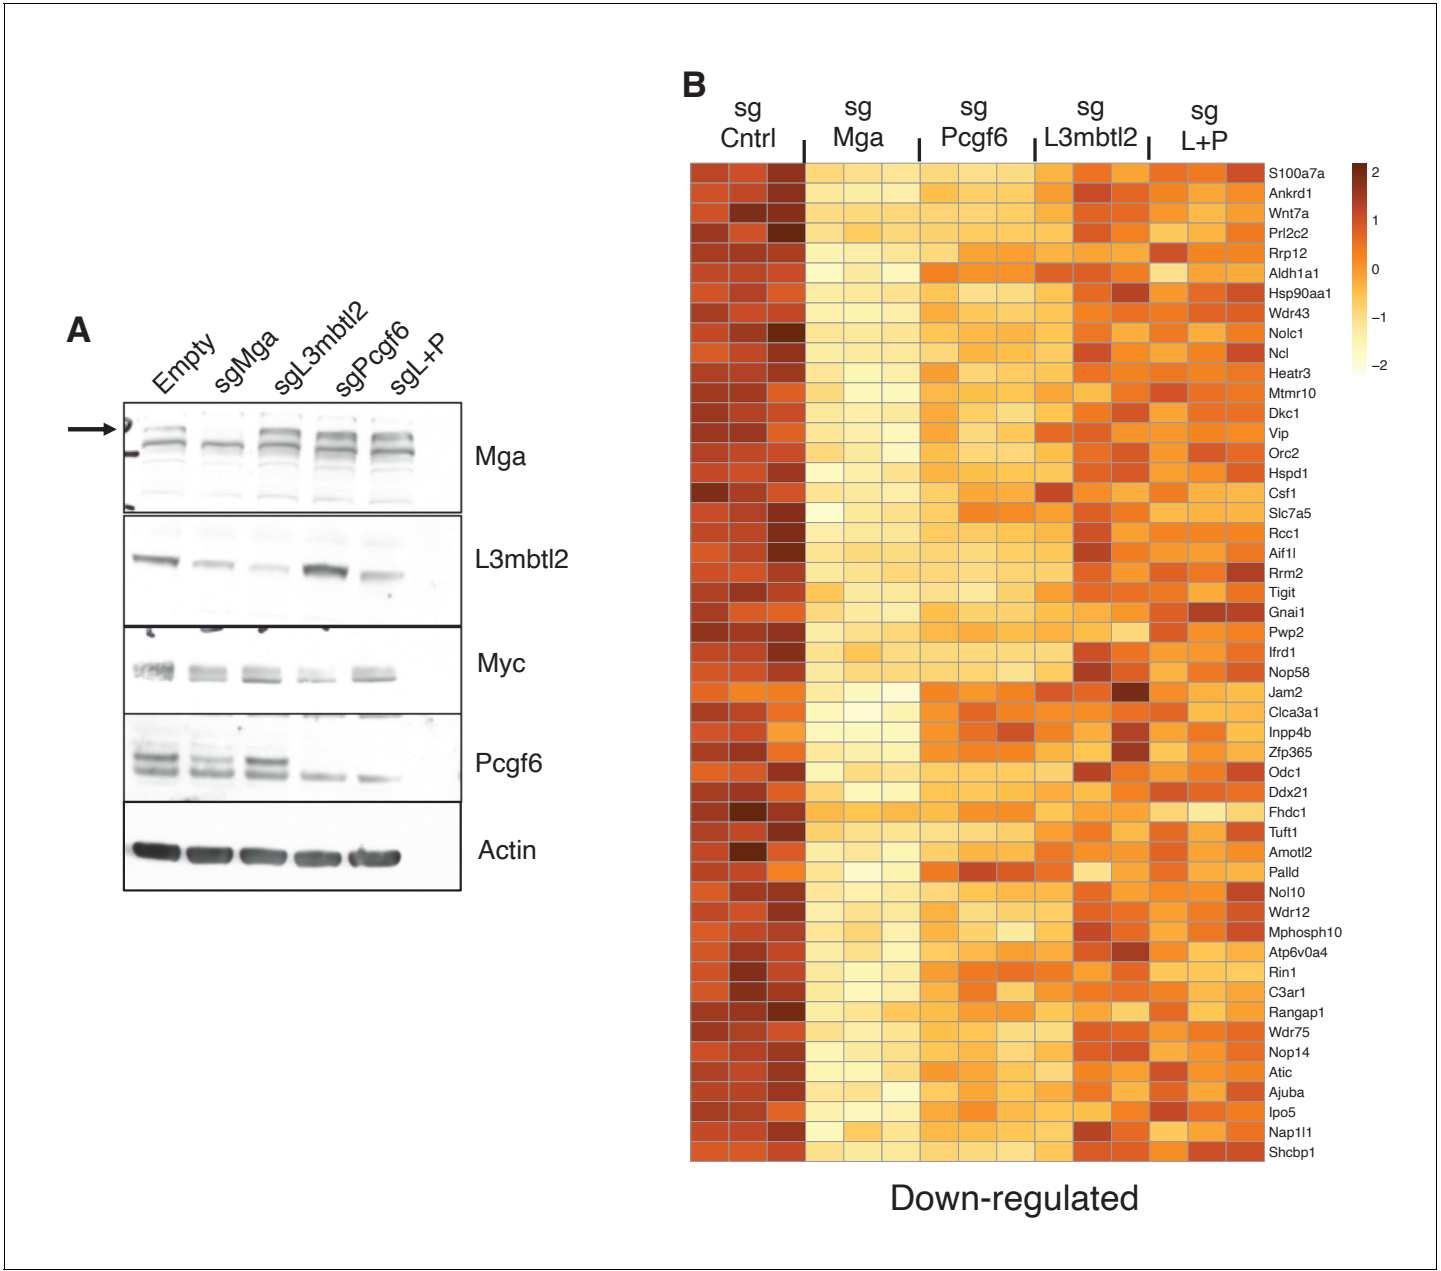 A
Empty
sgMga
sgL3mbtl2
sgPcgf6
sgL+P
Mga
L3mbtl2
Myc
Pcgf6
Actin
B
sg
Cntrl
sg
Mga
sg
Pcgf6
sg
L3mbtl2
sg
L+P
S100a7a
Ankrd1
Wnt7a
Prl2c2
Rrp12
Aldh1a1
Hsp90aa1
Wdr43
Nolc1
Ncl
Heatr3
Mtmr10
Dkc1
Vip
Orc2
Hspd1
Csf1
Slc7a5
Rcc1
Aif1l
Rrm2
Tigit
Gnai1
Pwp2
Ifrd1
Nop58
Jam2
Clca3a1
Inpp4b
Zfp365
Odc1
Ddx21
Fhdc1
Tuft1
Amotl2
Palld
Nol10
Wdr12
Mphosph10
Atp6v0a4
Rin1
C3ar1
Rangap1
Wdr75
Nop14
Atic
Ajuba
Ipo5
Nap1l1
Shcbp1
2
1
0
−1
−2
Down-regulated